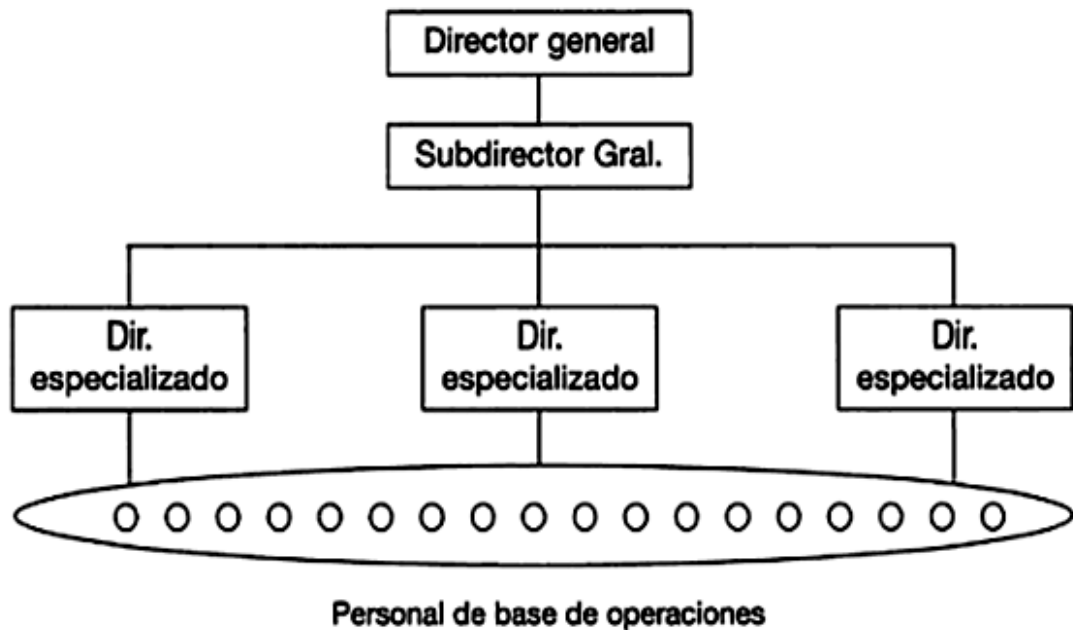 Director general
Subdirector Gral.
Dir.
especializado
Dir.
especializado
Dir.
especializado
Personal de base de operaciones